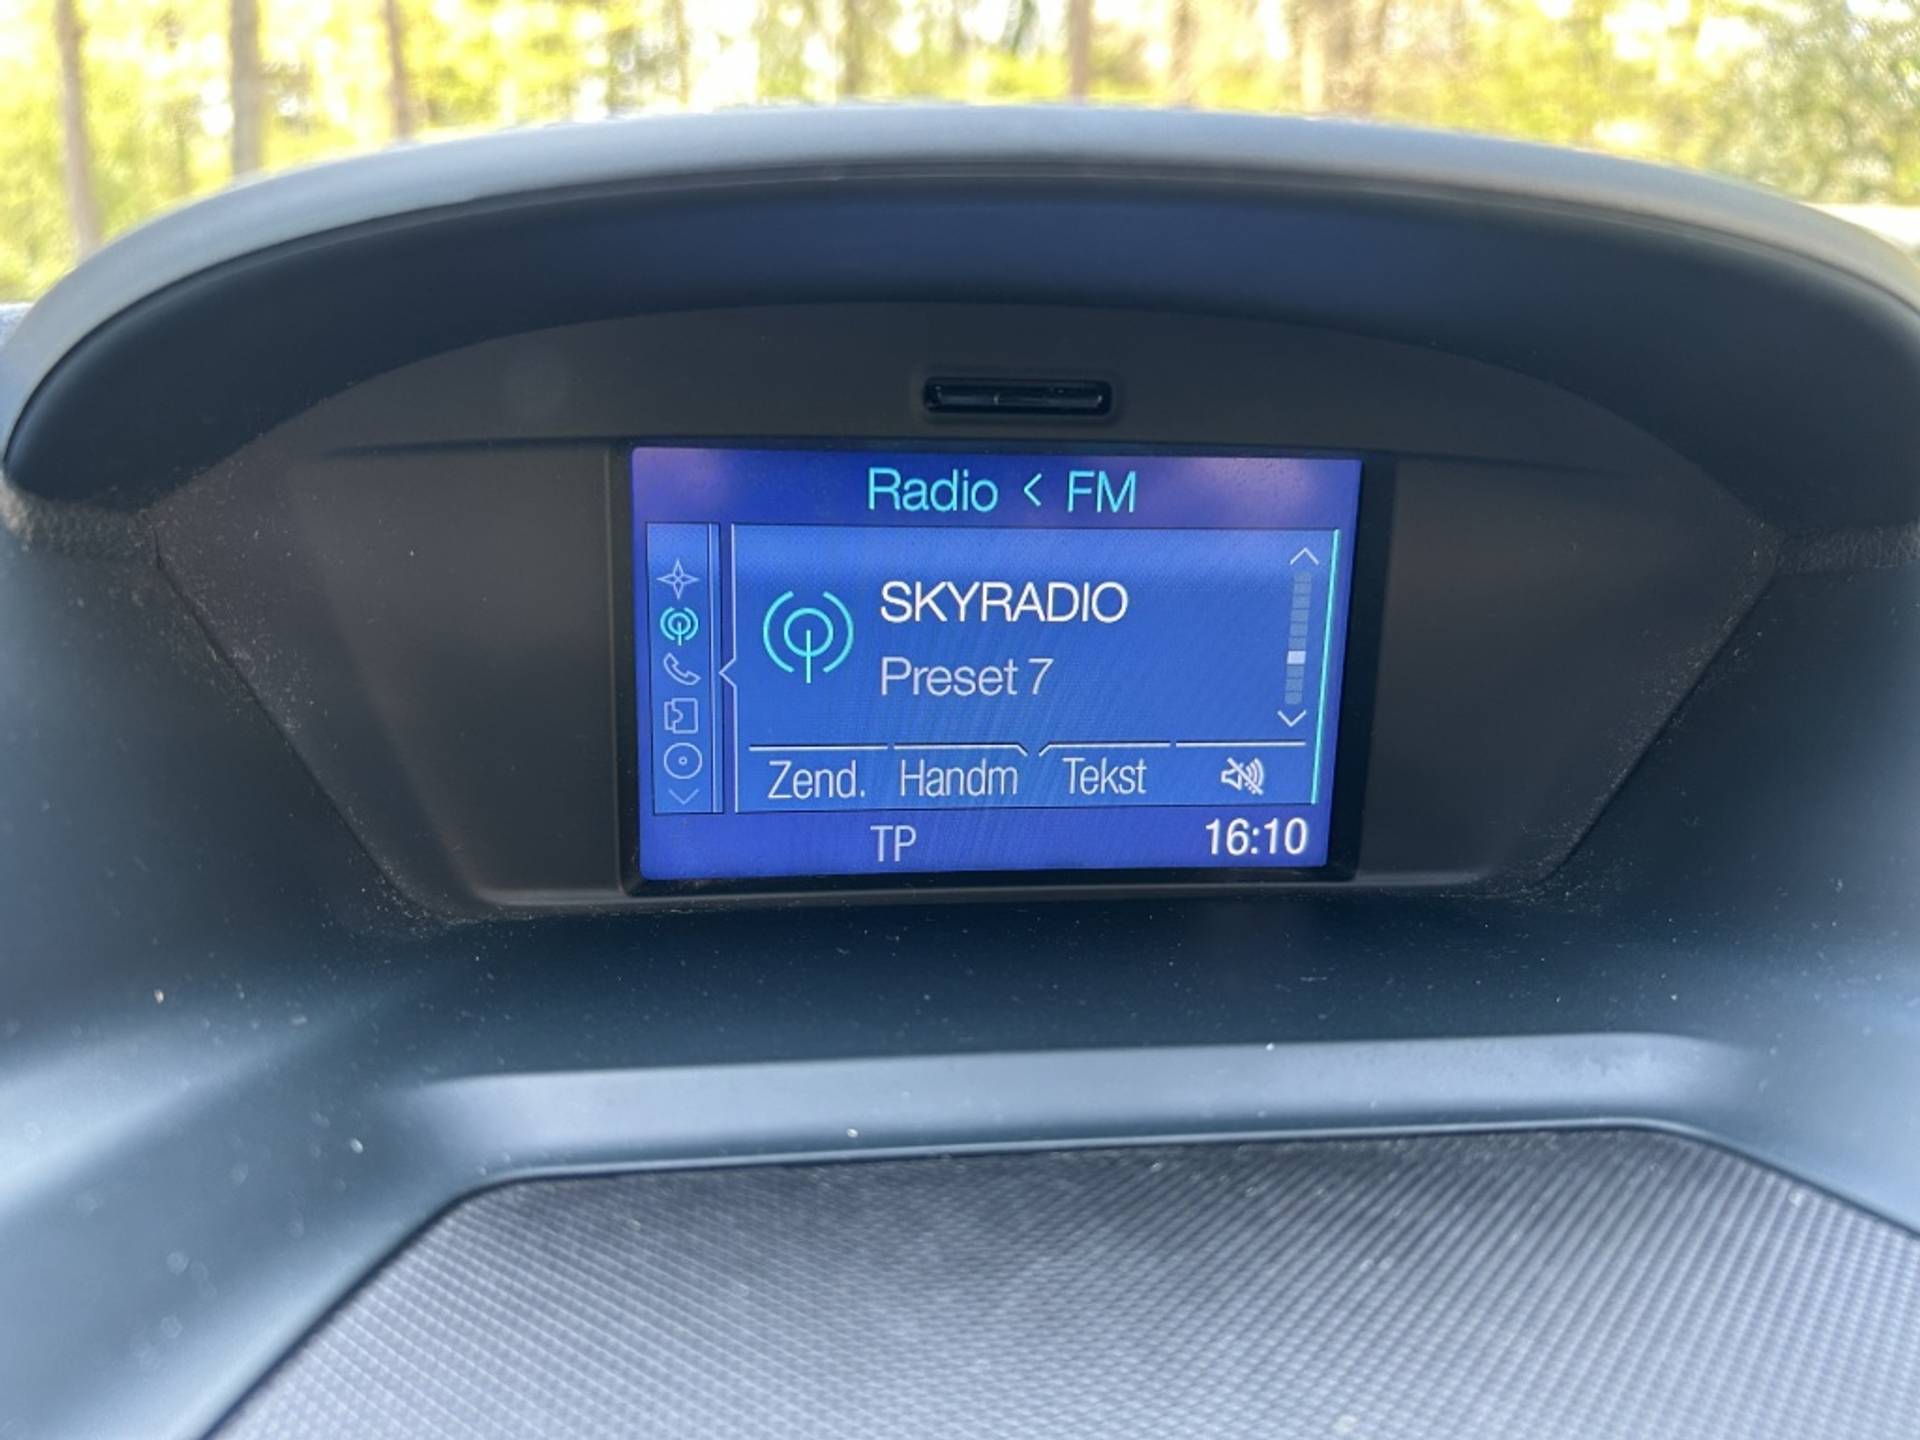 Radio < FM
SKYRADIO
Preset 7
Zend. Handm Tekst
TP 16:10